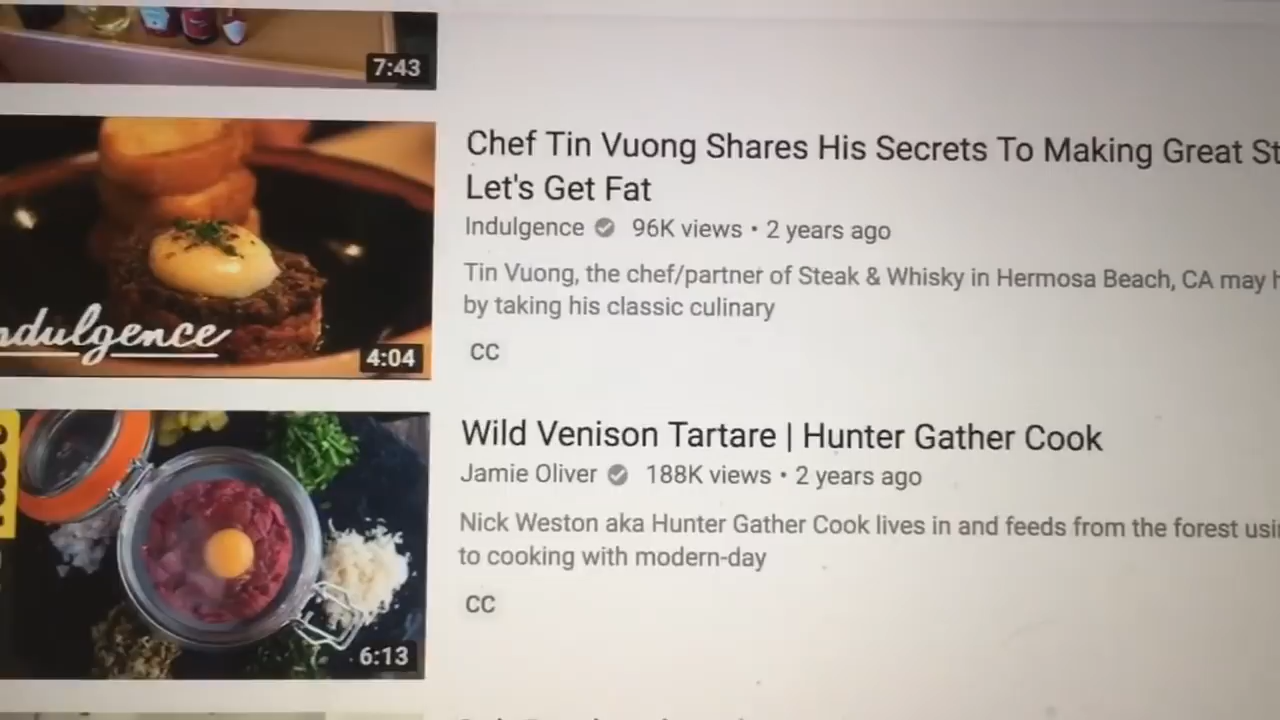 7:43
Chef Tin Vuong Shares His Secrets To Making Great St
Let's Get Fat
Indulgence 96K views • 2 years ago
Tin Vuong, the chef/partner of Steak & Whisky in Hermosa Beach, CA may h
by taking his classic culinary
CC
ndulgence
4:04
Wild Venison Tartare | Hunter Gather Cook
Jamie Oliver 188K views • 2 years ago
Nick Weston aka Hunter Gather Cook lives in and feeds from the forest usin
to cooking with modern-day
CC
6:13